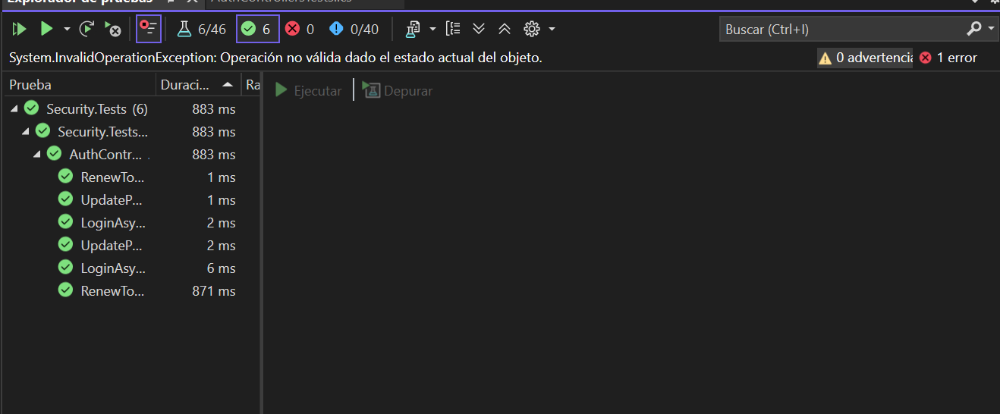 Explorador de pruebas
6/46 6 0 0/40 Buscar (Ctrl+I)
System.InvalidOperationException: Operación no válida dado el estado actual del objeto. 0 advertencia 1 error
Prueba Duraci... Ra
Ejecutar Depurar
Security.Tests (6) 883 ms
Security.Tests... 883 ms
AuthContr... 883 ms
RenewTo... 1 ms
UpdateP... 1 ms
LoginAsy... 2 ms
UpdateP... 2 ms
LoginAsy... 6 ms
RenewTo... 871 ms